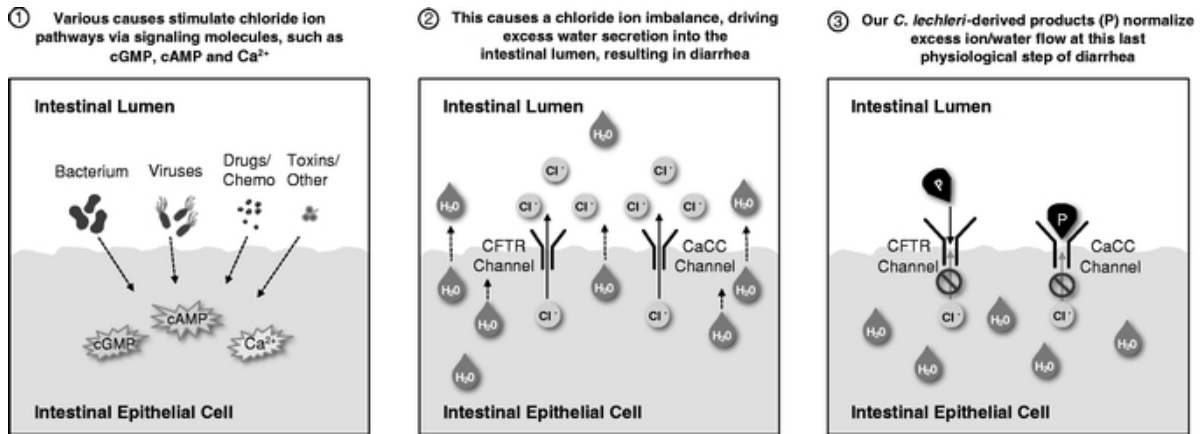 ① Various causes stimulate chloride ion
pathways via signaling molecules, such as
cGMP, cAMP and Ca²⁺
Intestinal Lumen
Bacterium
Viruses
Drugs/
Chemo
Toxins/
Other
cAMP
cGMP
Ca²⁺
Intestinal Epithelial Cell
② This causes a chloride ion imbalance, driving
excess water secretion into the
intestinal lumen, resulting in diarrhea
Intestinal Lumen
H₂0
Cl⁻
Cl⁻
H₂0
Cl⁻
Cl⁻
Cl⁻
Cl⁻
H₂0
CFTR
Channel
CaCC
Channel
H₂0
H₂0
H₂0
H₂0
Cl⁻
Cl⁻
H₂0
H₂0
Intestinal Epithelial Cell
③ Our C. lechleri-derived products (P) normalize
excess ion/water flow at this last
physiological step of diarrhea
Intestinal Lumen
P
P
CFTR
Channel
CaCC
Channel
Cl⁻
Cl⁻
H₂0
H₂0
H₂0
H₂0
H₂0
Intestinal Epithelial Cell